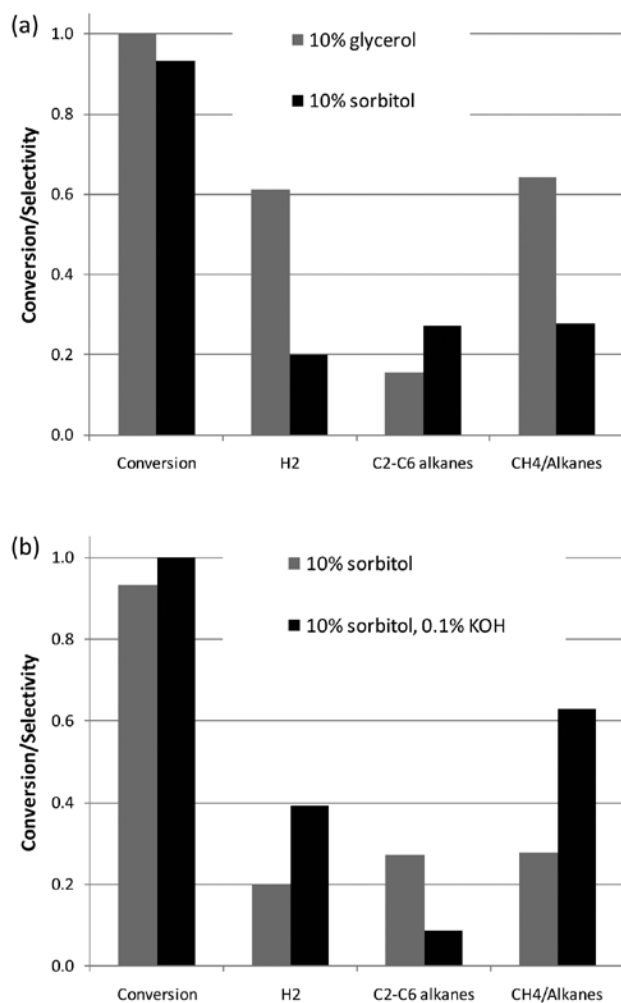 (a)
Conversion/Selectivity
1.0
0.8
0.6
0.4
0.2
0.0
10% glycerol
10% sorbitol
Conversion
H2
C2-C6 alkanes
CH4/Alkanes
(b)
Conversion/Selectivity
1.0
0.8
0.6
0.4
0.2
0.0
10% sorbitol
10% sorbitol, 0.1% KOH
Conversion
H2
C2-C6 alkanes
CH4/Alkanes